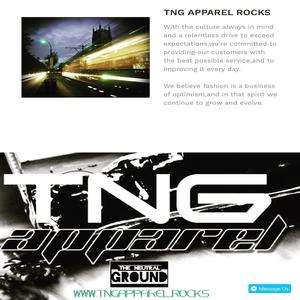 TNG APPAREL ROCKS
With the culture always in mind
and a relentless drive to exceed
expectations,we're committed to
providing our customers with
the best possible service,and to
improving it every day.
We believe fashion is a business
of optimism,and in that spirit we
continue to grow and evolve.
TNG
apparel
THE NEUTRAL
GROUND
WWW.TNGAPPAREL.ROCKS
Message Us